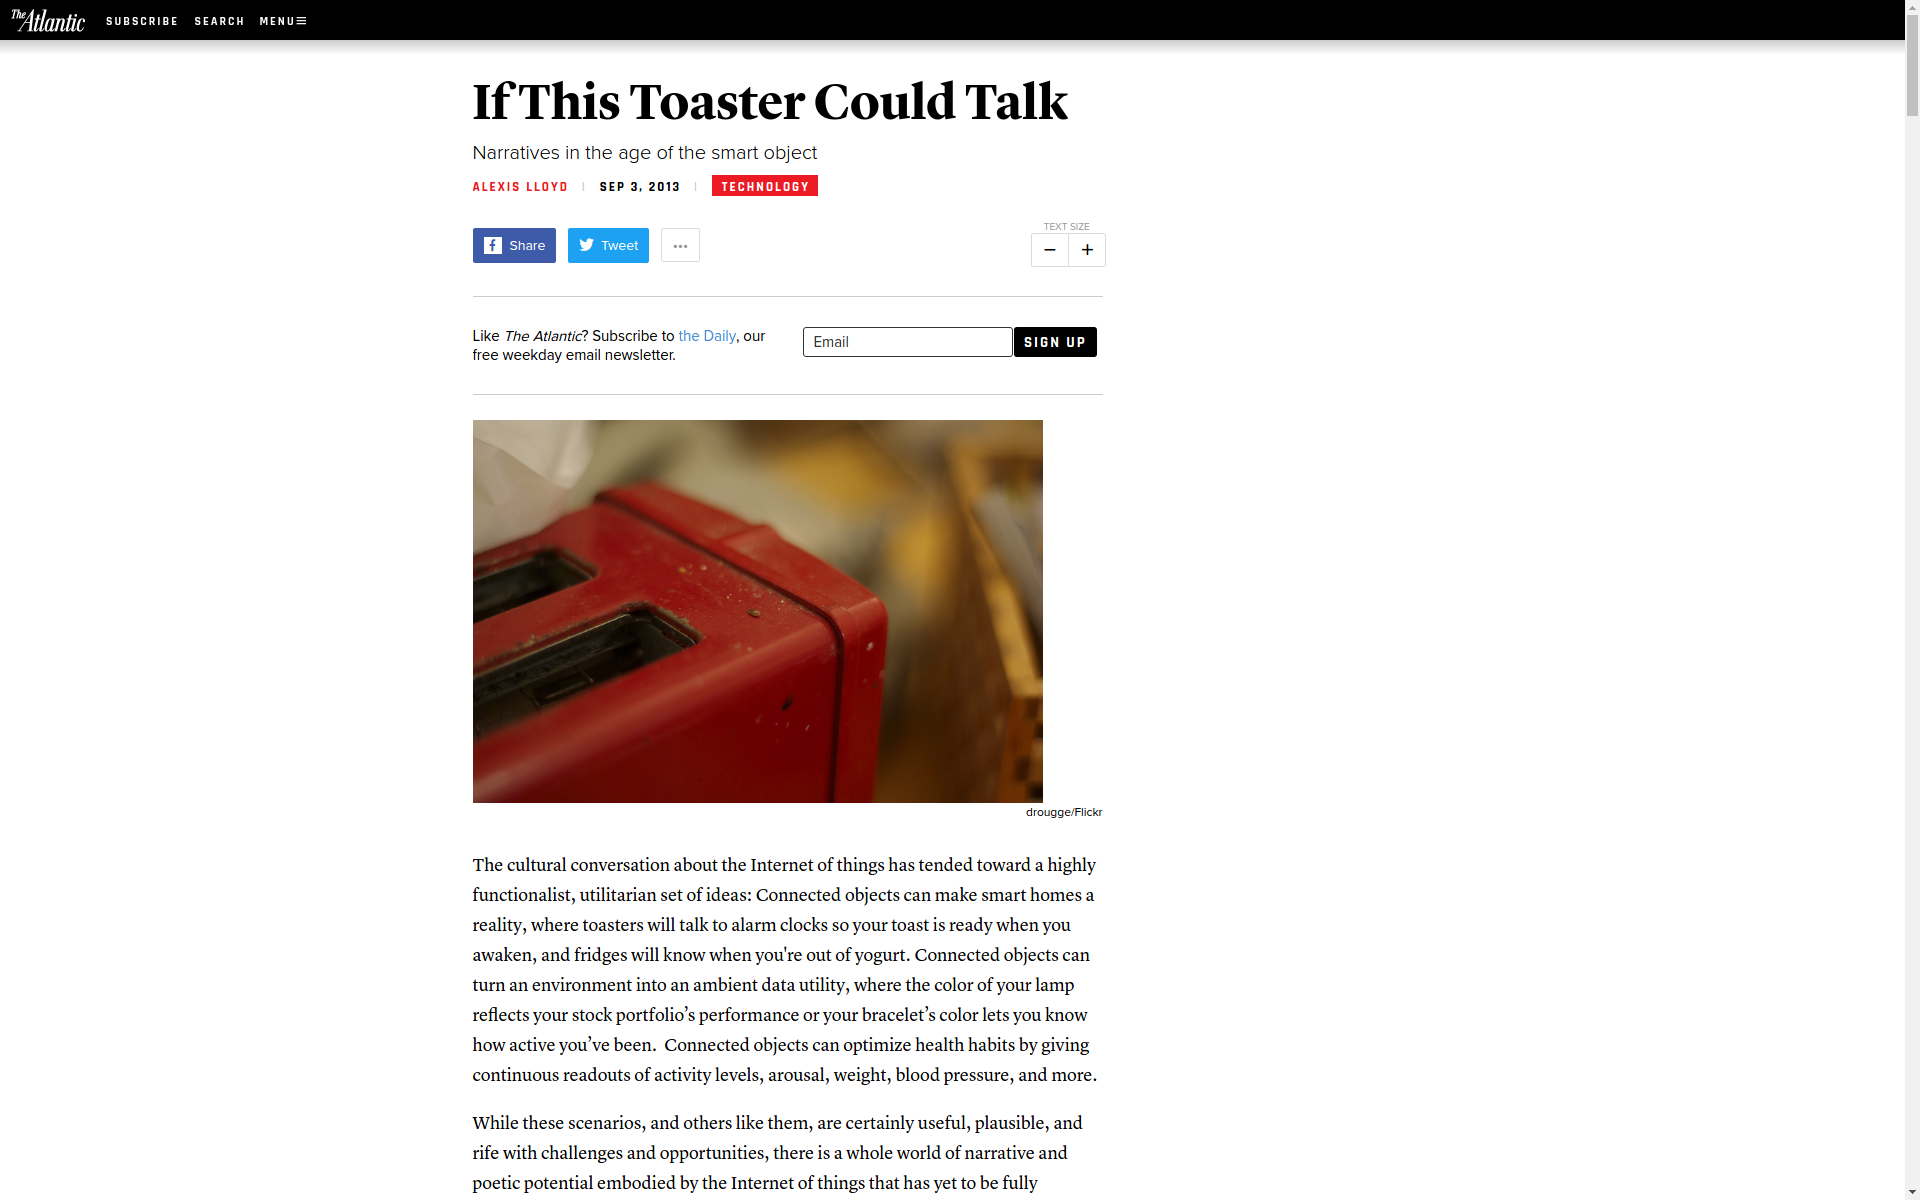 The Atlantic SUBSCRIBE SEARCH MENU
If This Toaster Could Talk
Narratives in the age of the smart object
ALEXIS LLOYD | SEP 3, 2013 | TECHNOLOGY
TEXT SIZE
Share Tweet ... − +
Like The Atlantic? Subscribe to the Daily, our
free weekday email newsletter.
Email SIGN UP
drougge/Flickr
The cultural conversation about the Internet of things has tended toward a highly
functionalist, utilitarian set of ideas: Connected objects can make smart homes a
reality, where toasters will talk to alarm clocks so your toast is ready when you
awaken, and fridges will know when you're out of yogurt. Connected objects can
turn an environment into an ambient data utility, where the color of your lamp
reflects your stock portfolio’s performance or your bracelet’s color lets you know
how active you’ve been.  Connected objects can optimize health habits by giving
continuous readouts of activity levels, arousal, weight, blood pressure, and more.
While these scenarios, and others like them, are certainly useful, plausible, and
rife with challenges and opportunities, there is a whole world of narrative and
poetic potential embodied by the Internet of things that has yet to be fully